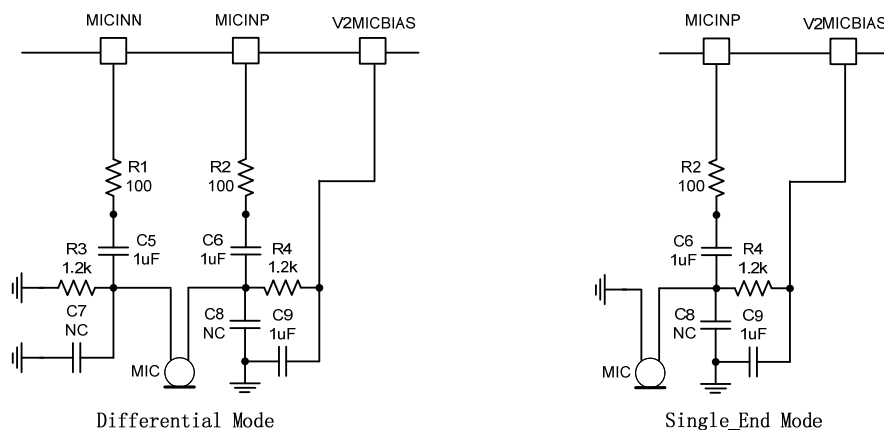 MICINN
MICINP
V2MICBIAS
R1
100
R2
100
C5
1uF
R3
1.2k
C6
1uF
R4
1.2k
C7
NC
C8
NC
C9
1uF
MIC
Differential Mode
MICINP
V2MICBIAS
R2
100
C6
1uF
R4
1.2k
C8
NC
C9
1uF
MIC
Single_End Mode